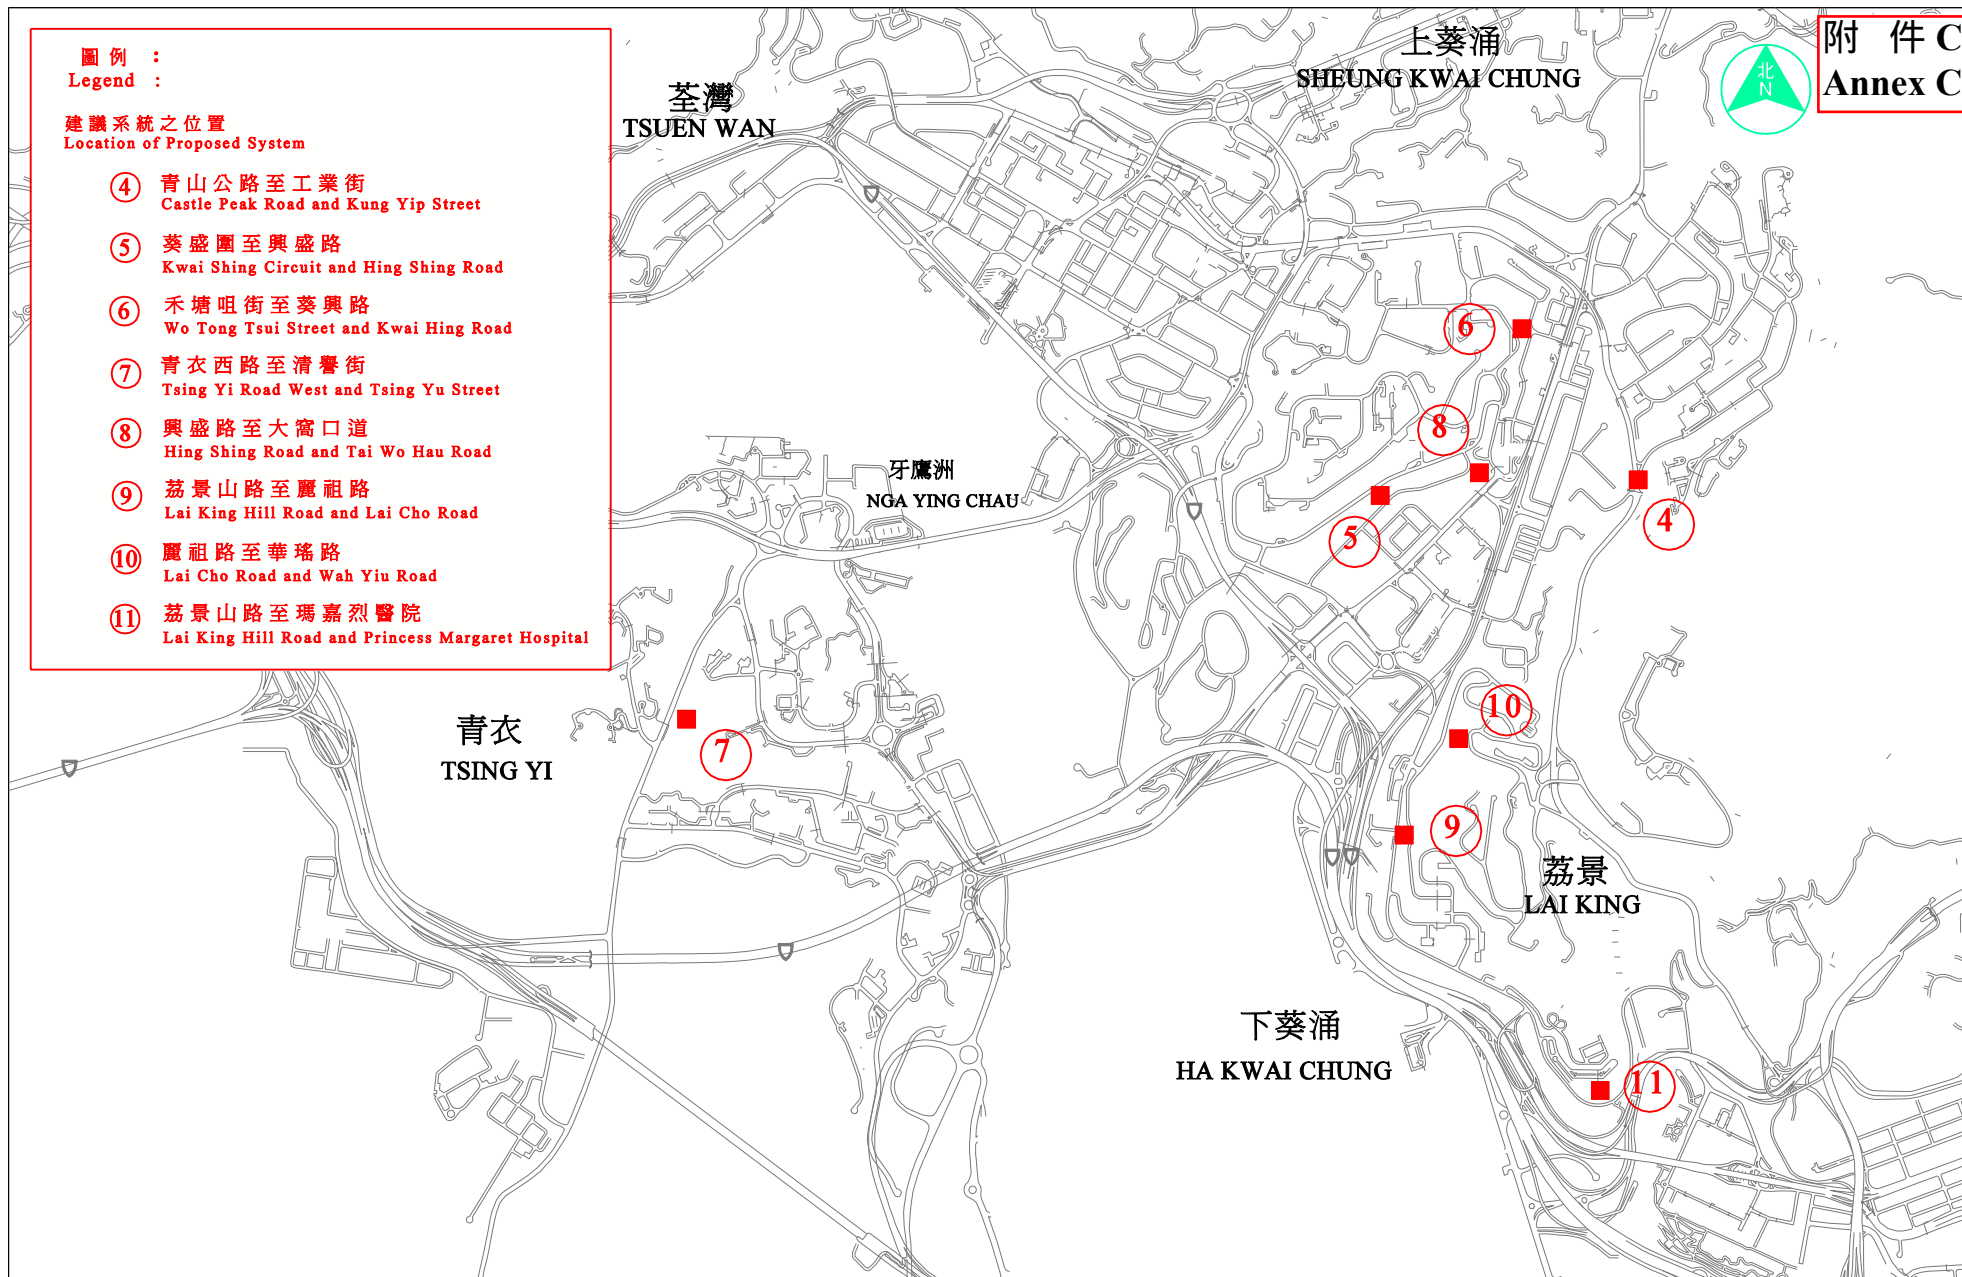 圖例 :
Legend :
建議系統之位置
Location of Proposed System
4 青山公路至工業街
Castle Peak Road and Kung Yip Street
5 葵盛圍至興盛路
Kwai Shing Circuit and Hing Shing Road
6 禾塘咀街至葵興路
Wo Tong Tsui Street and Kwai Hing Road
7 青衣西路至清譽街
Tsing Yi Road West and Tsing Yu Street
8 興盛路至大窩口道
Hing Shing Road and Tai Wo Hau Road
9 荔景山路至麗祖路
Lai King Hill Road and Lai Cho Road
10 麗祖路至華瑤路
Lai Cho Road and Wah Yiu Road
11 荔景山路至瑪嘉烈醫院
Lai King Hill Road and Princess Margaret Hospital
附 件 C
Annex C
北
N
上葵涌
SHEUNG KWAI CHUNG
荃灣
TSUEN WAN
6
8
牙鷹洲
NGA YING CHAU
5
4
青衣
TSING YI
7
10
9
荔景
LAI KING
下葵涌
HA KWAI CHUNG
11